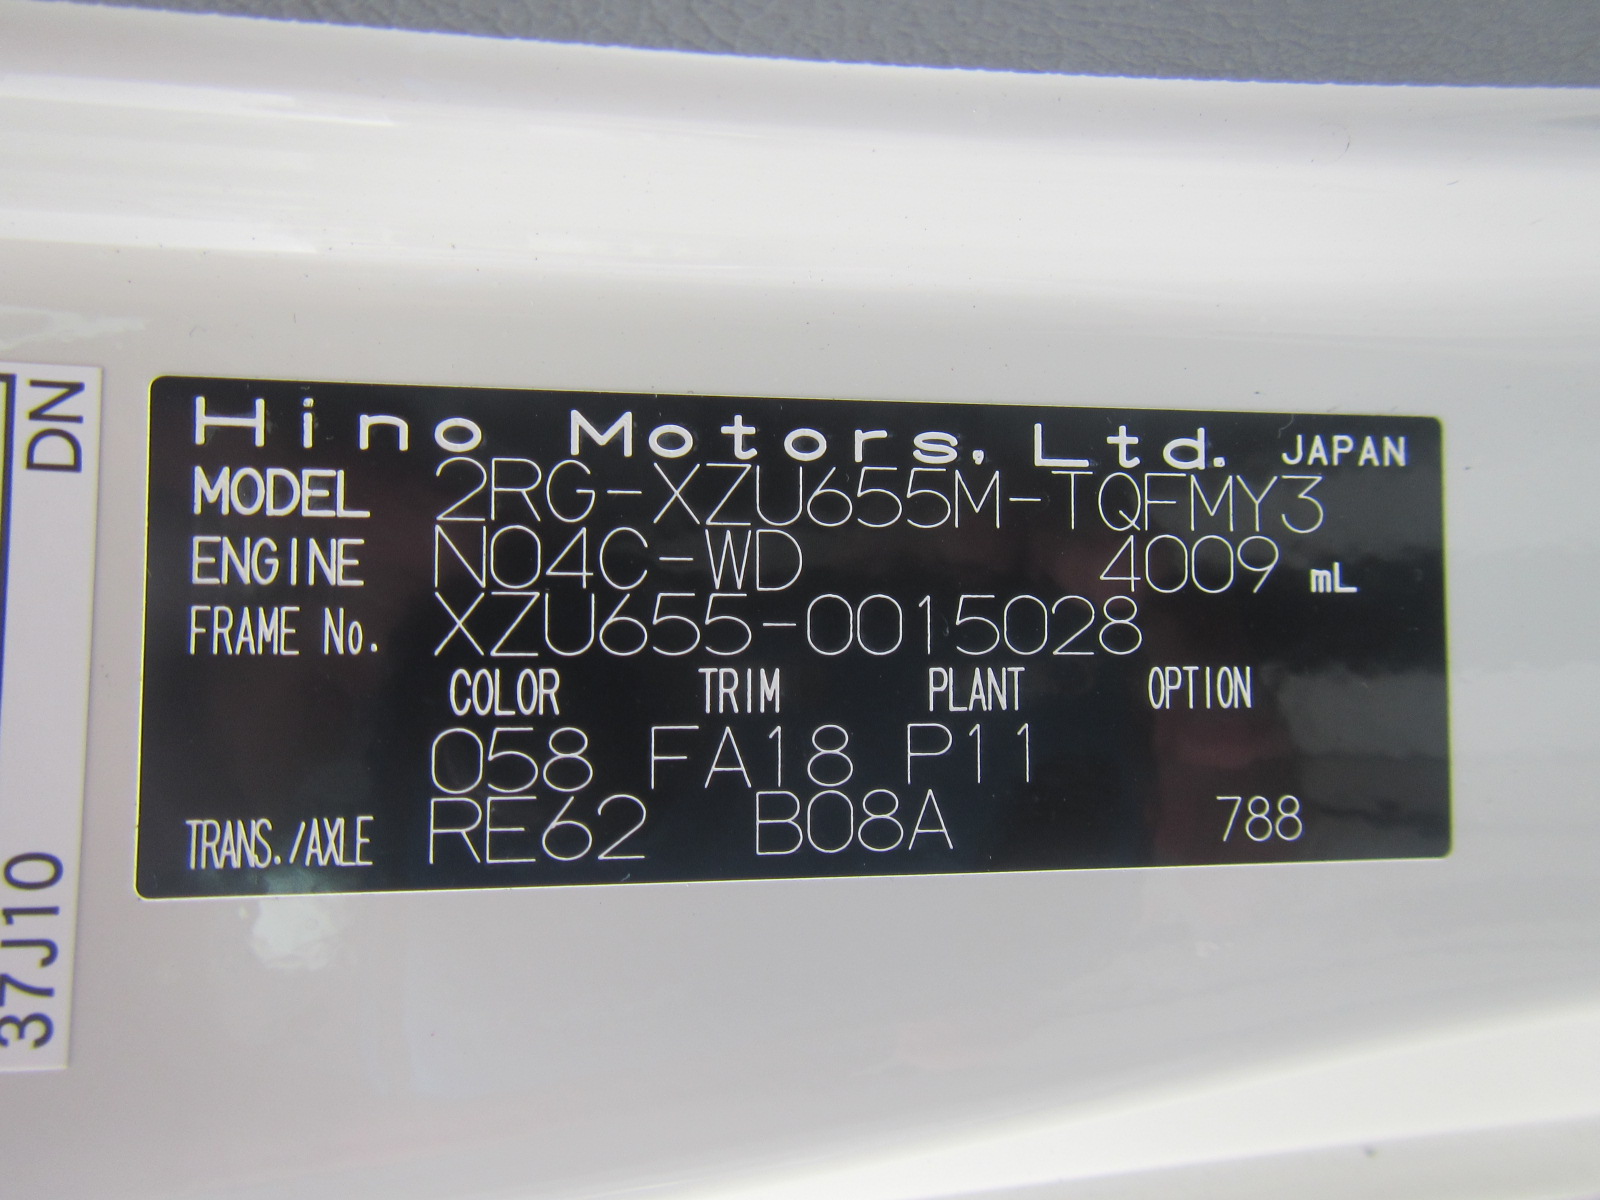 Hino Motors, Ltd. JAPAN
MODEL 2RG-XZU655M-TQFMY3
ENGINE N04C-WD 4009 mL
FRAME No. XZU655-0015028
COLOR TRIM PLANT OPTION
058 FA18 P11
TRANS./AXLE RE62 B08A 788
DN
37J10